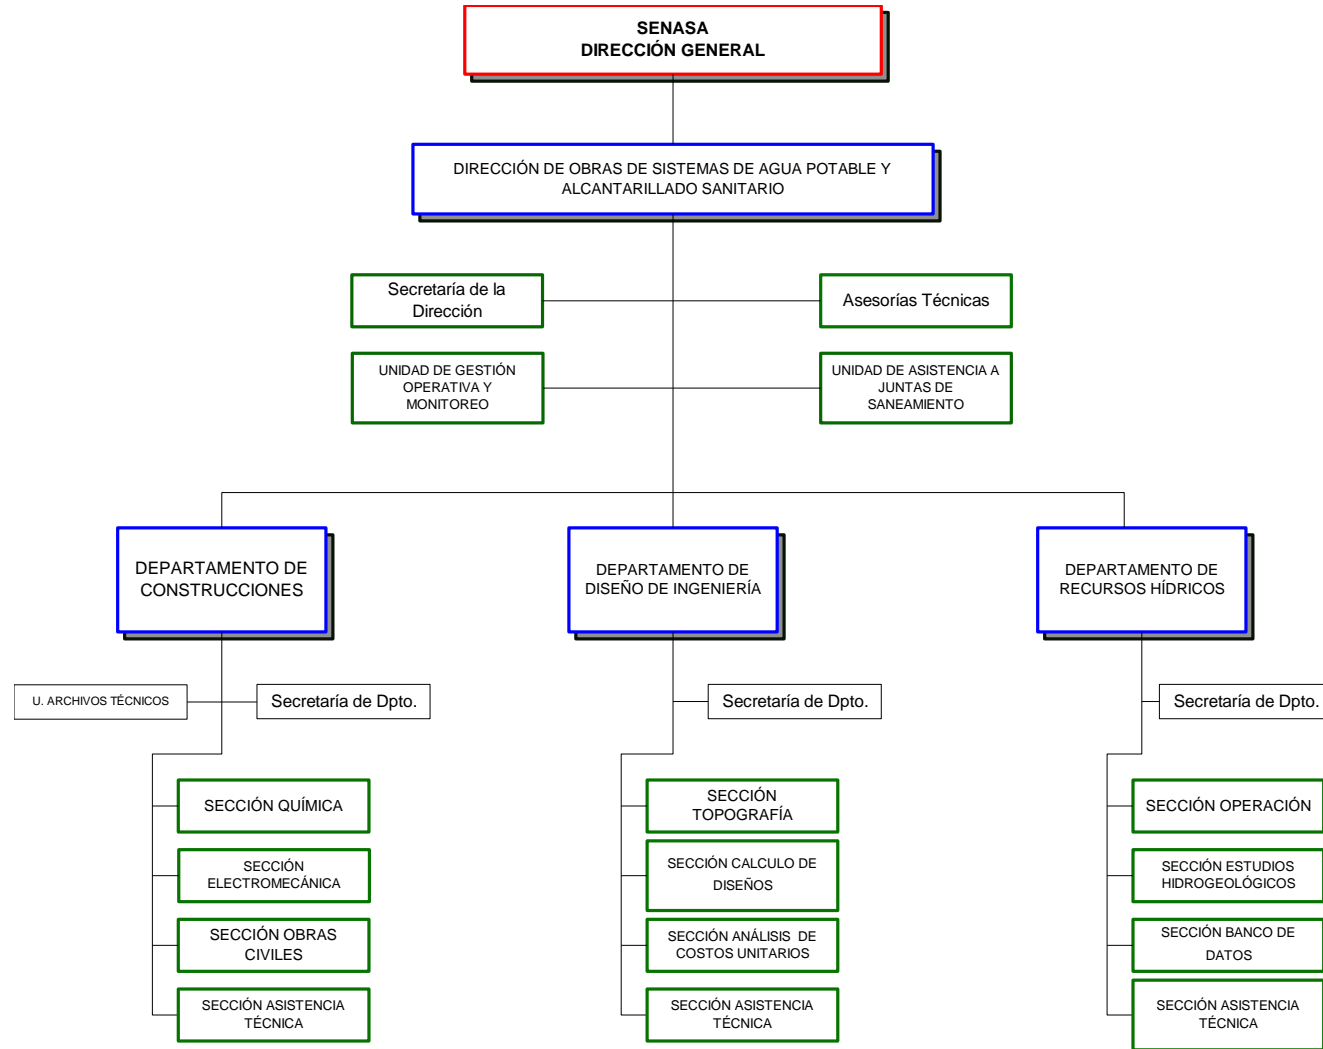 SENASA
DIRECCIÓN GENERAL
DIRECCIÓN DE OBRAS DE SISTEMAS DE AGUA POTABLE Y
ALCANTARILLADO SANITARIO
Secretaría de la
Dirección
Asesorías Técnicas
UNIDAD DE GESTIÓN
OPERATIVA Y
MONITOREO
UNIDAD DE ASISTENCIA A
JUNTAS DE
SANEAMIENTO
DEPARTAMENTO DE
CONSTRUCCIONES
DEPARTAMENTO DE
DISEÑO DE INGENIERÍA
DEPARTAMENTO DE
RECURSOS HÍDRICOS
U. ARCHIVOS TÉCNICOS
Secretaría de Dpto.
Secretaría de Dpto.
Secretaría de Dpto.
SECCIÓN QUÍMICA
SECCIÓN
ELECTROMECÁNICA
SECCIÓN OBRAS
CIVILES
SECCIÓN ASISTENCIA
TÉCNICA
SECCIÓN
TOPOGRAFÍA
SECCIÓN CALCULO DE
DISEÑOS
SECCIÓN ANÁLISIS DE
COSTOS UNITARIOS
SECCIÓN ASISTENCIA
TÉCNICA
SECCIÓN OPERACIÓN
SECCIÓN ESTUDIOS
HIDROGEOLÓGICOS
SECCIÓN BANCO DE
DATOS
SECCIÓN ASISTENCIA
TÉCNICA